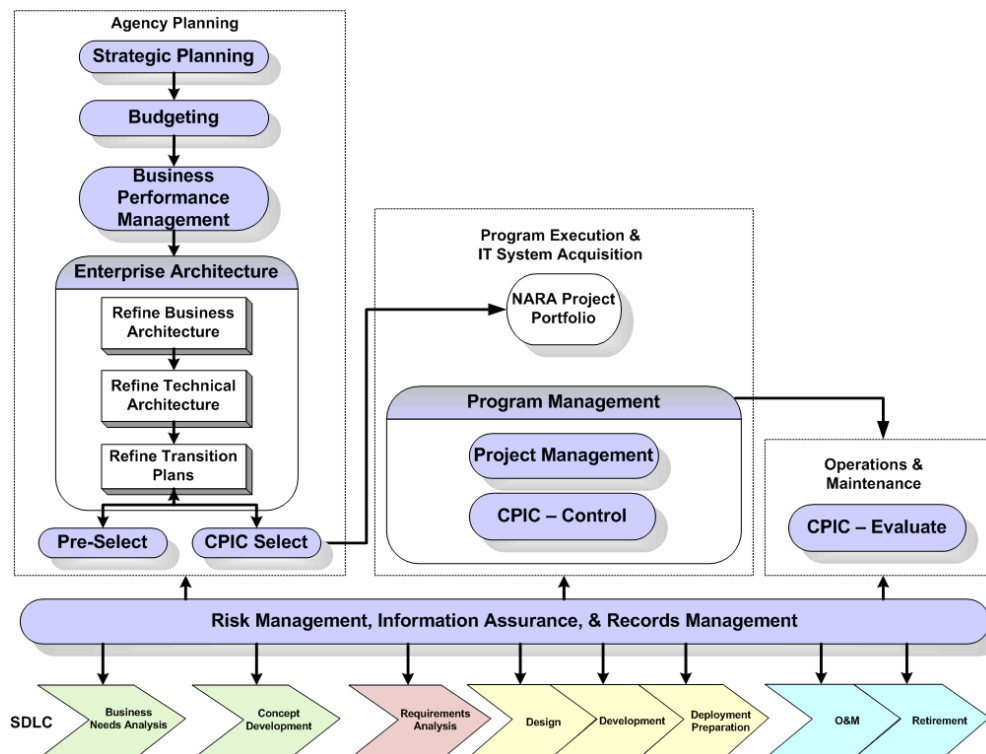 Agency Planning
Strategic Planning
Budgeting
Business
Performance
Management
Enterprise Architecture
Refine Business
Architecture
Refine Technical
Architecture
Refine Transition
Plans
Pre-Select
CPIC Select
Program Execution &
IT System Acquisition
NARA Project
Portfolio
Program Management
Project Management
CPIC – Control
Operations &
Maintenance
CPIC – Evaluate
Risk Management, Information Assurance, & Records Management
SDLC
Business
Needs Analysis
Concept
Development
Requirements
Analysis
Design
Development
Deployment
Preparation
O&M
Retirement